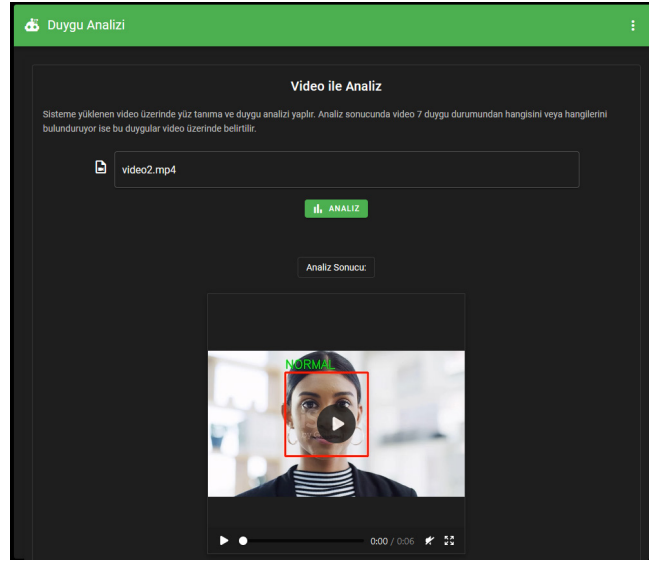 Duygu Analizi
Video ile Analiz
Sisteme yüklenen video üzerinde yüz tanıma ve duygu analizi yaplır. Analiz sonucunda video 7 duygu durumundan hangisini veya hangilerini
bulunduruyor ise bu duygular video üzerinde belirtilir.
video2.mp4
ANALIZ
Analiz Sonucu:
NORMAL
0:00 / 0:06